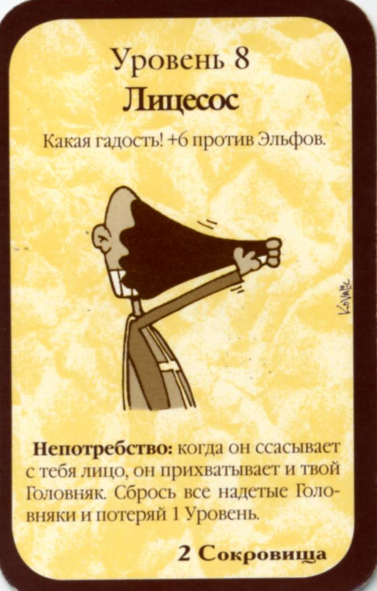 Уровень 8
Лицесос
Какая гадость! +6 против Эльфов.
Kovalic
Непотребство: когда он ссасывает
с тебя лицо, он прихватывает и твой
Головняк. Сбрось все надетые Голо-
вняки и потеряй 1 Уровень.
2 Сокровища